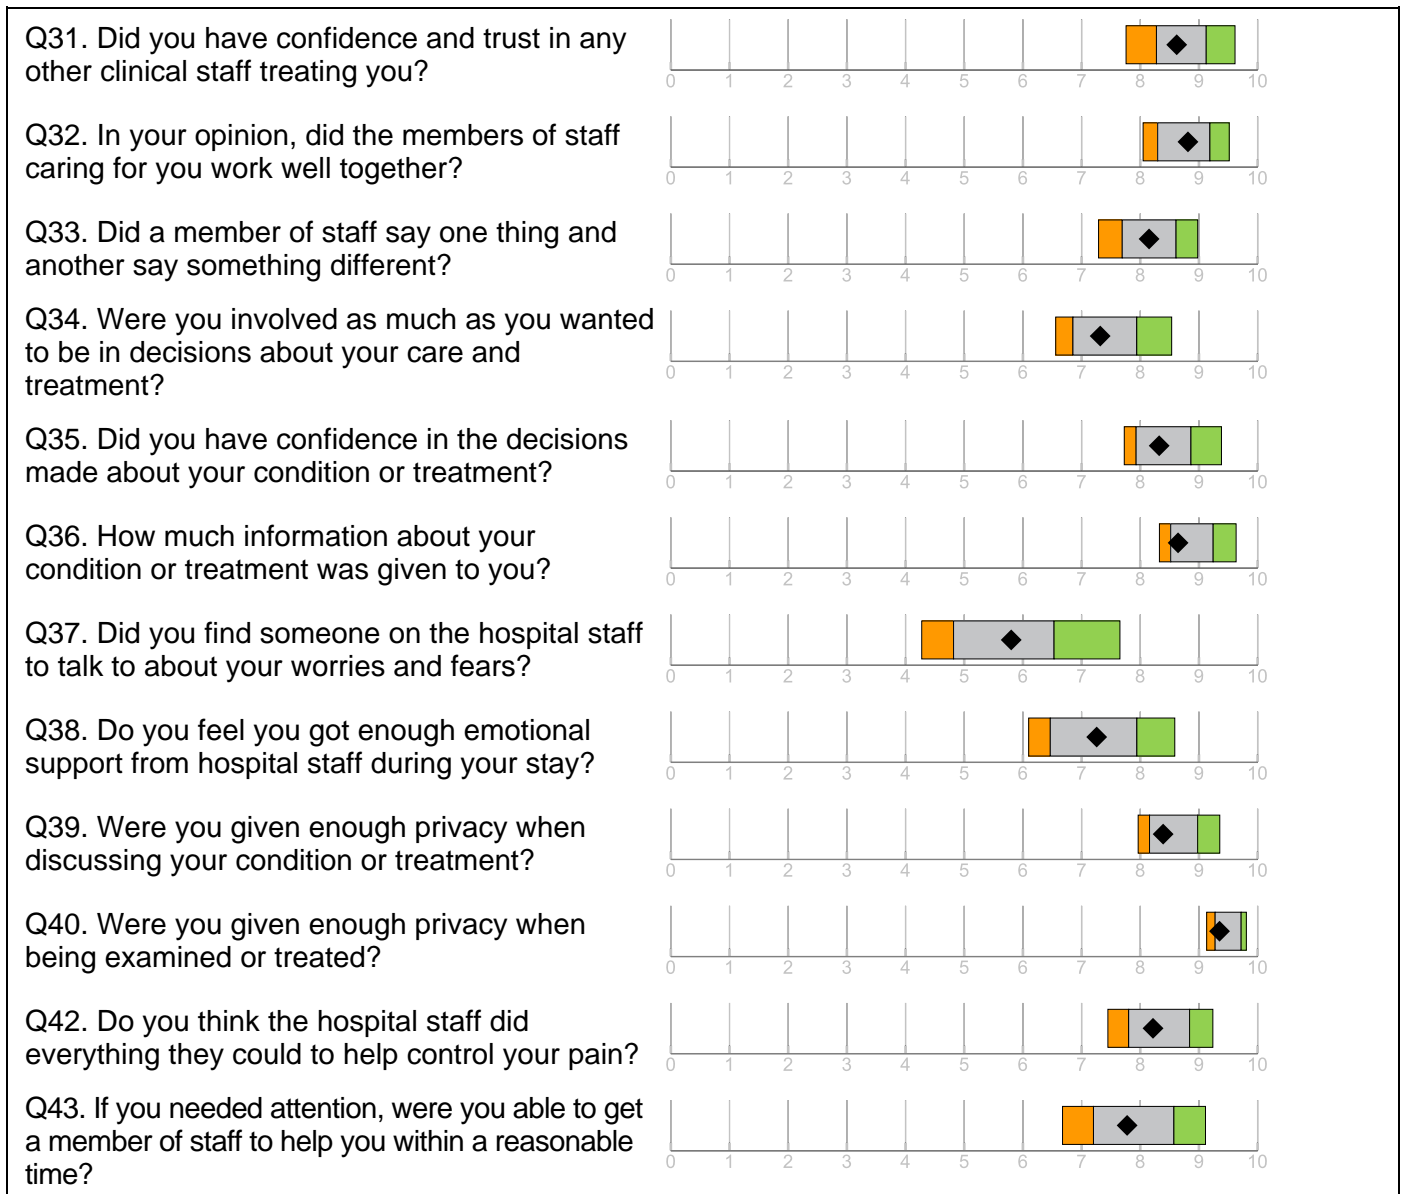 Q31. Did you have confidence and trust in any
other clinical staff treating you?
0 1 2 3 4 5 6 7 8 9 10
Q32. In your opinion, did the members of staff
caring for you work well together?
0 1 2 3 4 5 6 7 8 9 10
Q33. Did a member of staff say one thing and
another say something different?
0 1 2 3 4 5 6 7 8 9 10
Q34. Were you involved as much as you wanted
to be in decisions about your care and
treatment?
0 1 2 3 4 5 6 7 8 9 10
Q35. Did you have confidence in the decisions
made about your condition or treatment?
0 1 2 3 4 5 6 7 8 9 10
Q36. How much information about your
condition or treatment was given to you?
0 1 2 3 4 5 6 7 8 9 10
Q37. Did you find someone on the hospital staff
to talk to about your worries and fears?
0 1 2 3 4 5 6 7 8 9 10
Q38. Do you feel you got enough emotional
support from hospital staff during your stay?
0 1 2 3 4 5 6 7 8 9 10
Q39. Were you given enough privacy when
discussing your condition or treatment?
0 1 2 3 4 5 6 7 8 9 10
Q40. Were you given enough privacy when
being examined or treated?
0 1 2 3 4 5 6 7 8 9 10
Q42. Do you think the hospital staff did
everything they could to help control your pain?
0 1 2 3 4 5 6 7 8 9 10
Q43. If you needed attention, were you able to get
a member of staff to help you within a reasonable
time?
0 1 2 3 4 5 6 7 8 9 10